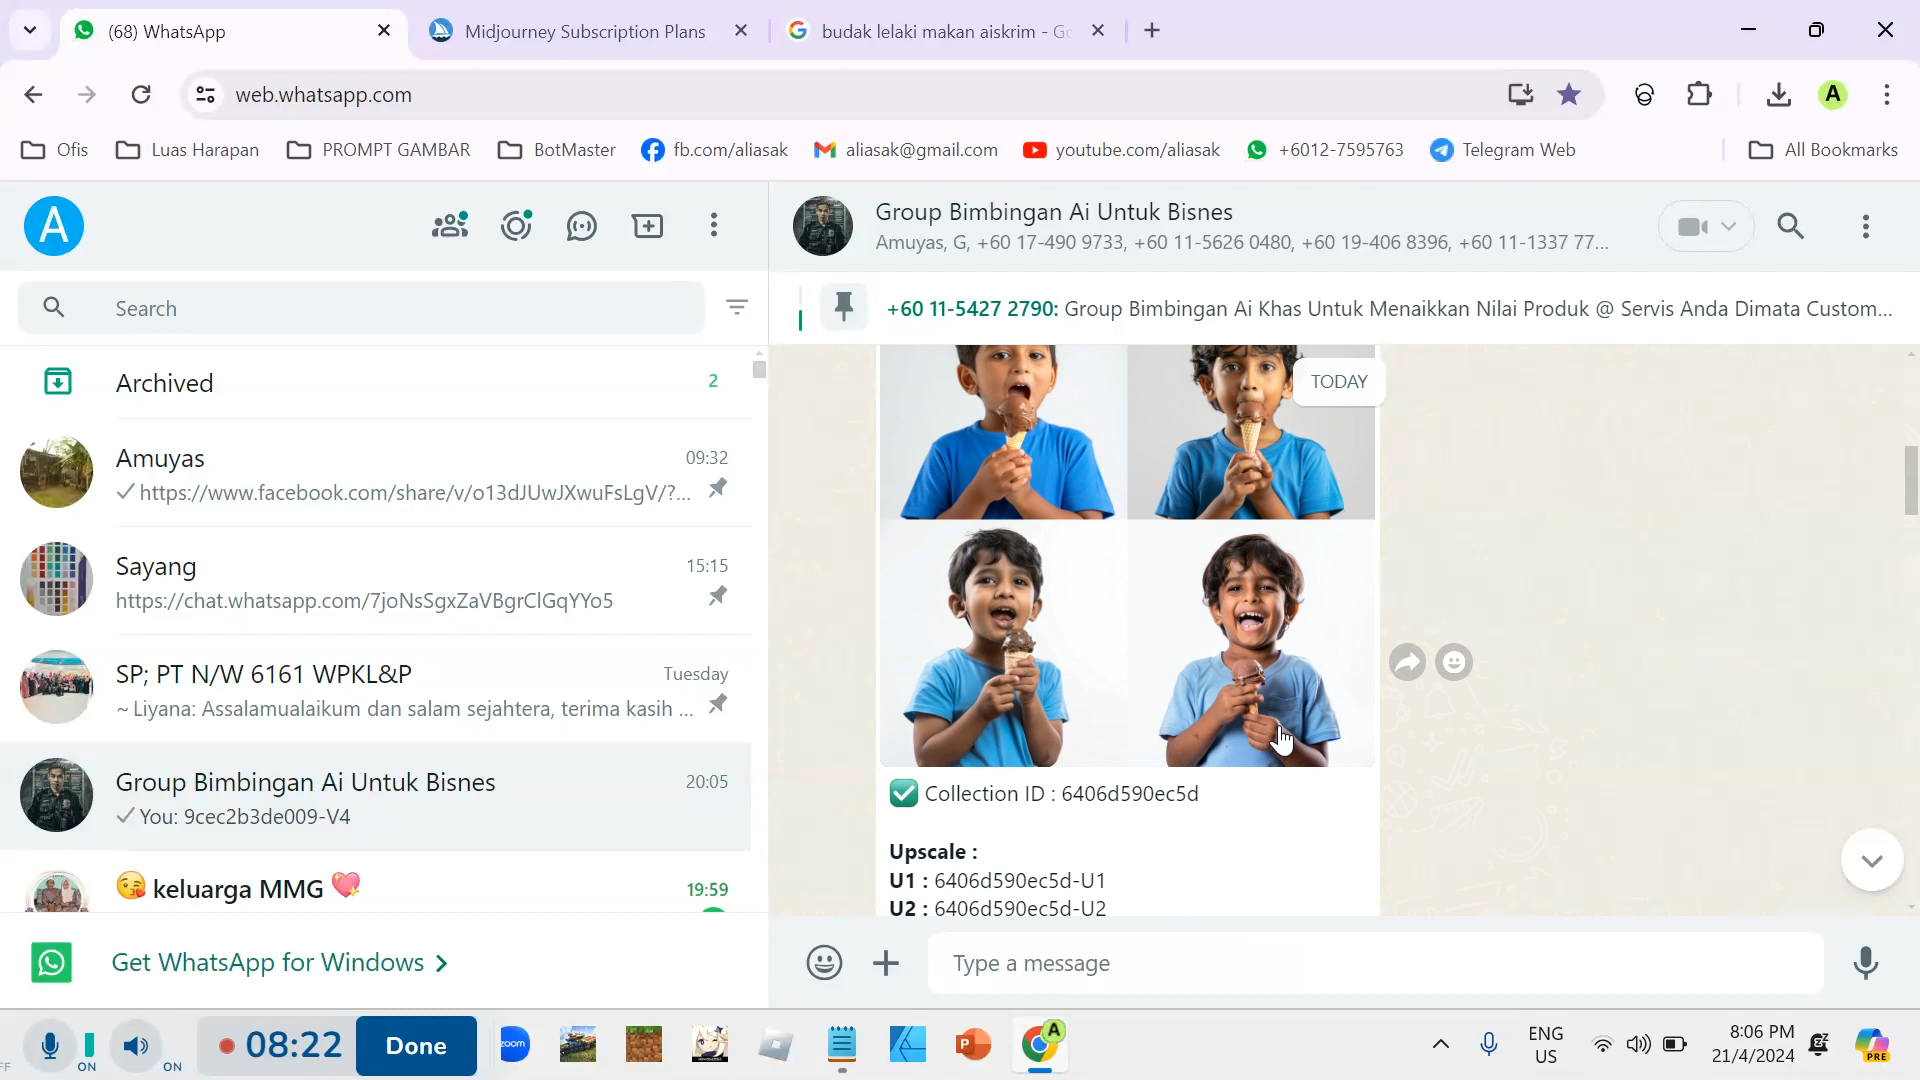 (68) WhatsApp
Midjourney Subscription Plans
budak lelaki makan aiskrim - Go
web.whatsapp.com
A
Ofis
Luas Harapan
PROMPT GAMBAR
BotMaster
fb.com/aliasak
aliasak@gmail.com
youtube.com/aliasak
+6012-7595763
Telegram Web
All Bookmarks
A
Group Bimbingan Ai Untuk Bisnes
Amuyas, G, +60 17-490 9733, +60 11-5626 0480, +60 19-406 8396, +60 11-1337 77...
Search
+60 11-5427 2790: Group Bimbingan Ai Khas Untuk Menaikkan Nilai Produk @ Servis Anda Dimata Custom...
Archived
2
TODAY
Amuyas
09:32
https://www.facebook.com/share/v/o13dJUwJXwuFsLgV/?...
Sayang
15:15
https://chat.whatsapp.com/7joNsSgxZaVBgrClGqYYo5
SP; PT N/W 6161 WPKL&P
Tuesday
~ Liyana: Assalamualaikum dan salam sejahtera, terima kasih ...
Group Bimbingan Ai Untuk Bisnes
20:05
You: 9cec2b3de009-V4
😘 keluarga MMG 💖
19:59
✅ Collection ID : 6406d590ec5d
Upscale :
U1 : 6406d590ec5d-U1
U2 : 6406d590ec5d-U2
Get WhatsApp for Windows
Type a message
ON
ON
08:22
Done
zoom
A
ENG
US
8:06 PM
21/4/2024
PRE